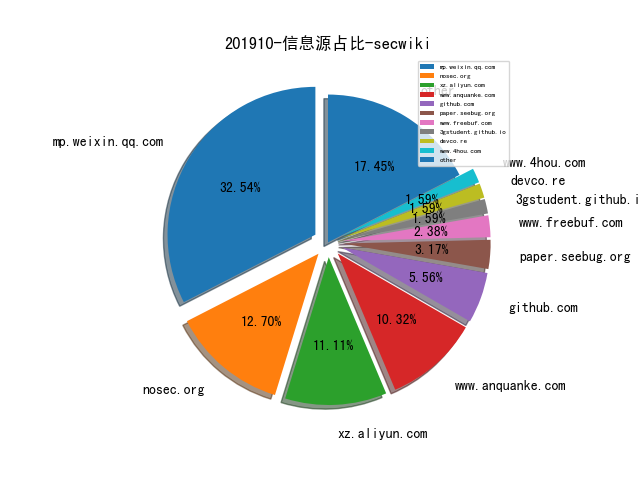 201910-信息源占比-secwiki
mp.weixin.qq.com
nosec.org
xz.aliyun.com
www.anquanke.com
github.com
paper.seebug.org
www.freebuf.com
3gstudent.github.io
devco.re
www.4hou.com
other
other
mp.weixin.qq.com
32.54%
17.45%
www.4hou.com
1.59%
devco.re
1.59%
3gstudent.github.i
1.59%
www.freebuf.com
2.38%
paper.seebug.org
3.17%
github.com
5.56%
www.anquanke.com
10.32%
xz.aliyun.com
11.11%
nosec.org
12.70%